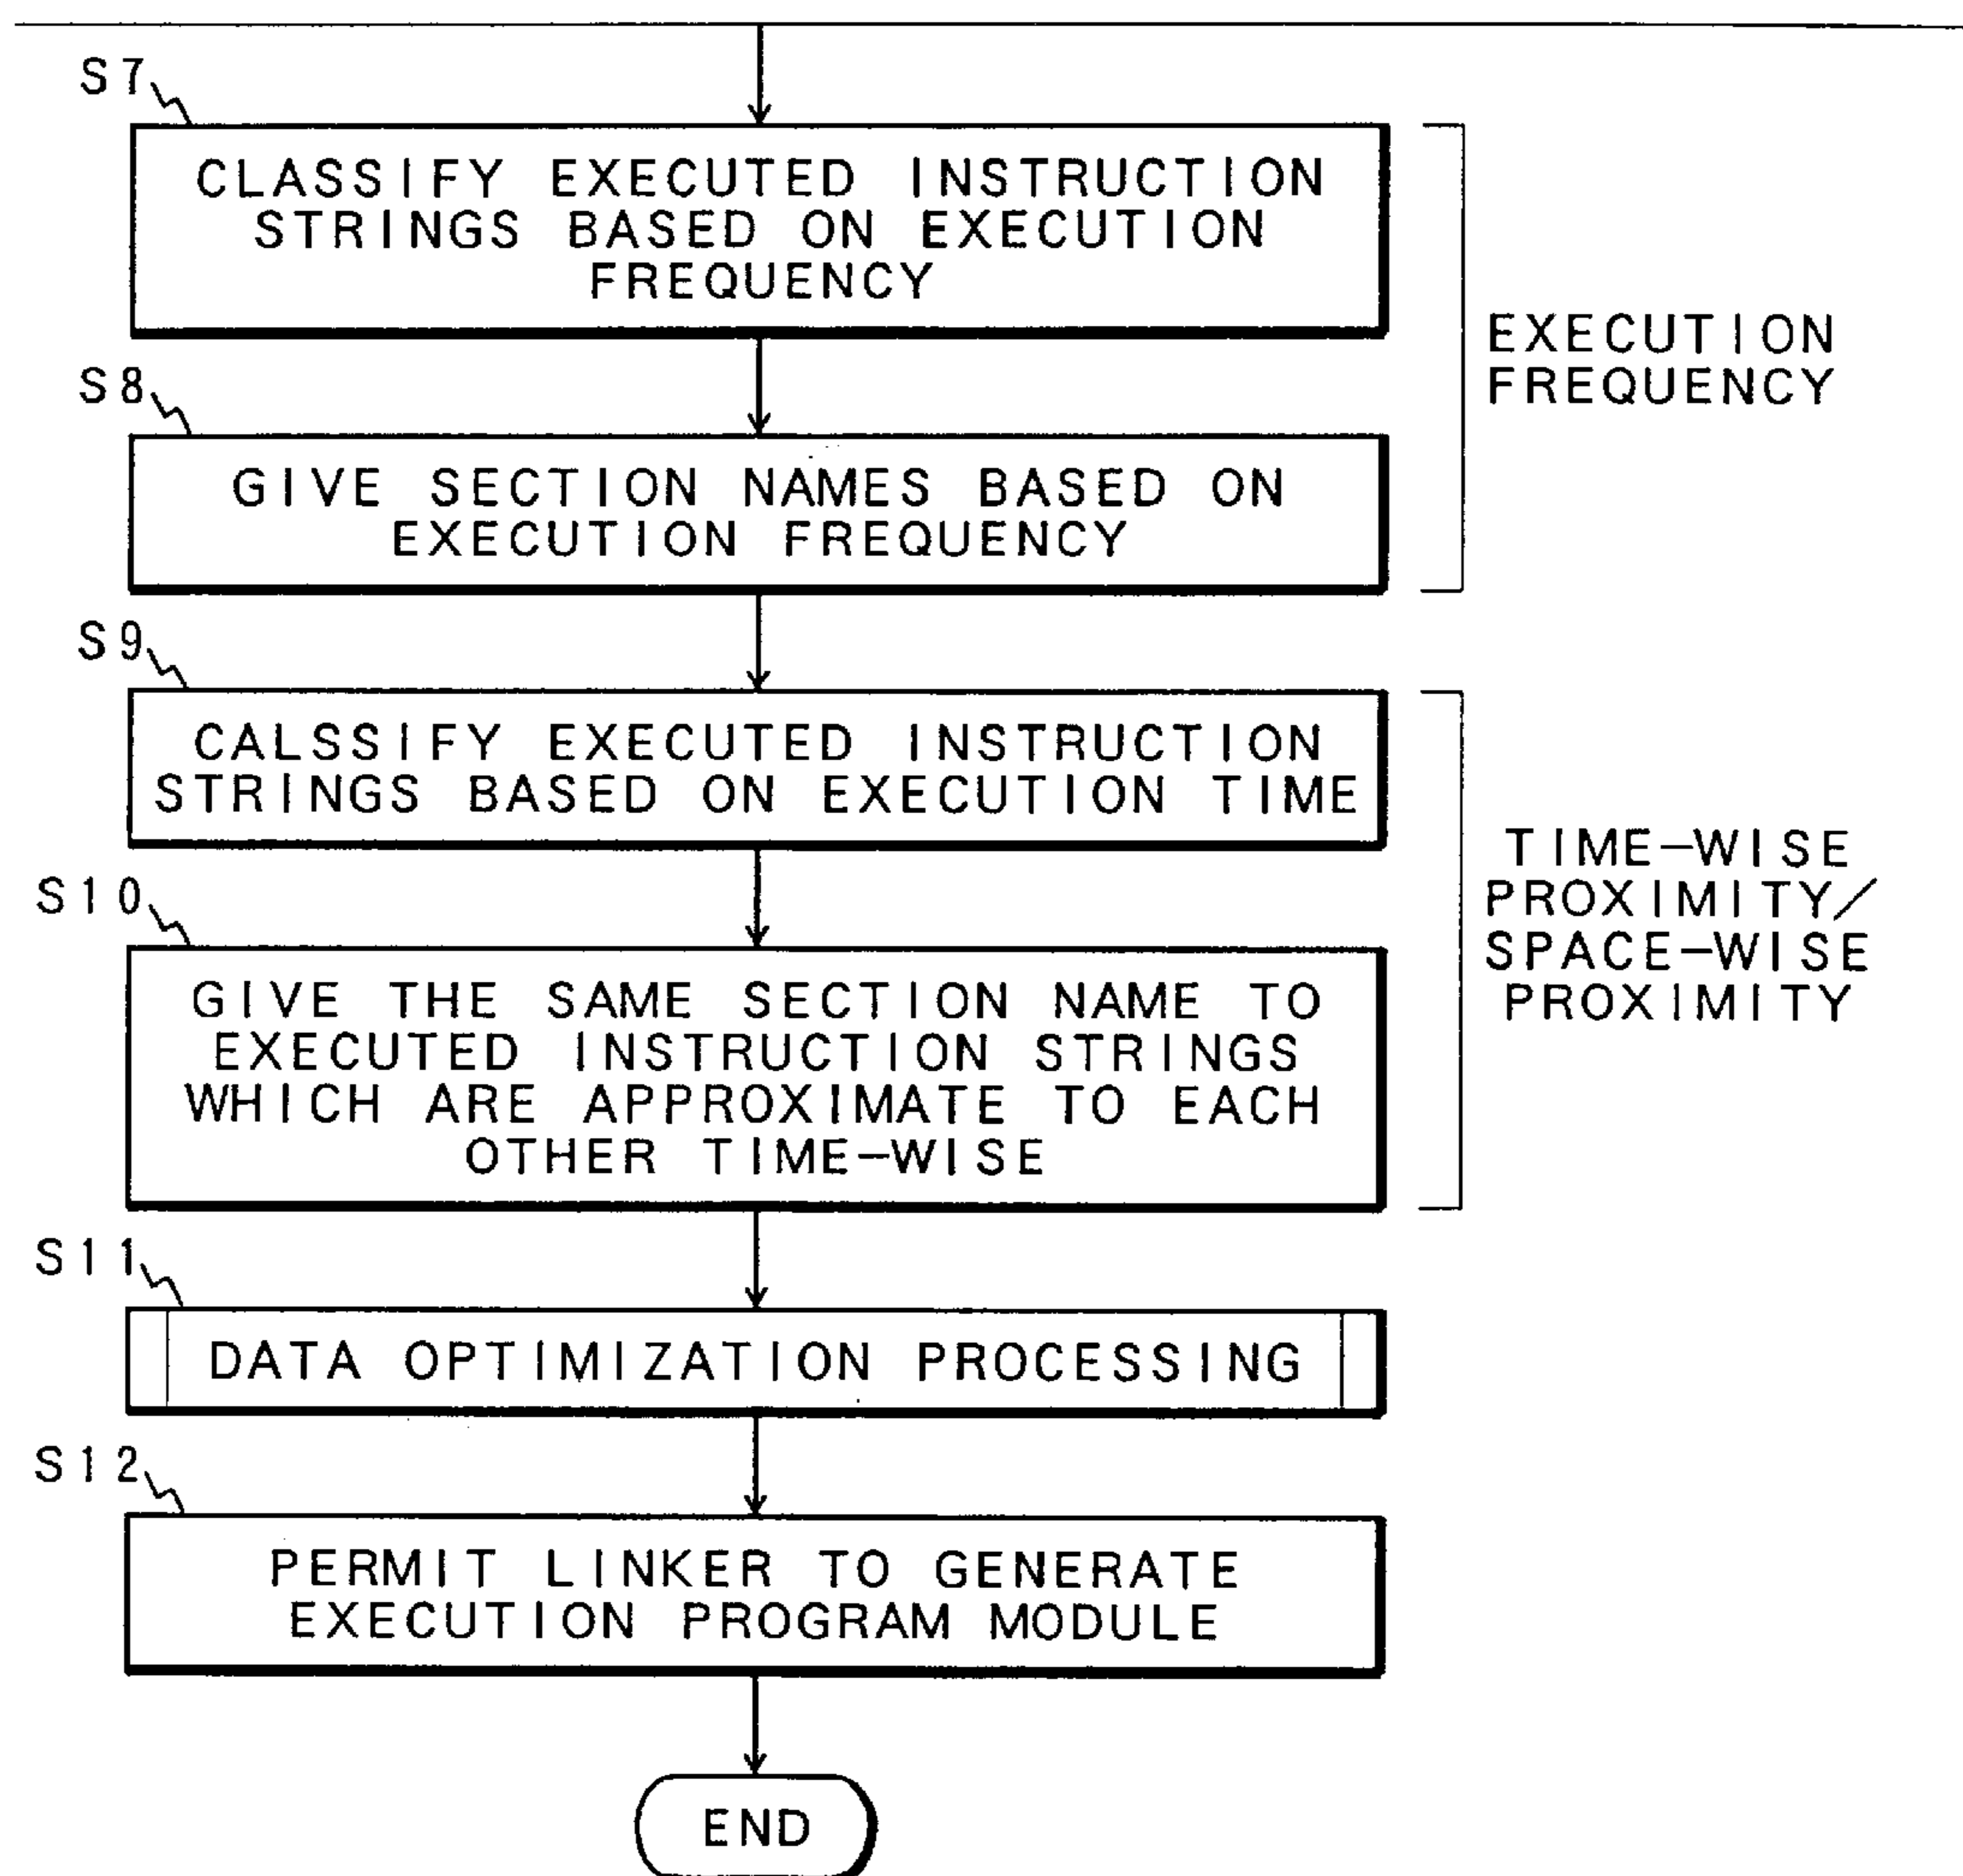 S7
CLASSIFY EXECUTED INSTRUCTION
STRINGS BASED ON EXECUTION
FREQUENCY
EXECUTION
FREQUENCY
S8
GIVE SECTION NAMES BASED ON
EXECUTION FREQUENCY
S9
CALSSIFY EXECUTED INSTRUCTION
STRINGS BASED ON EXECUTION TIME
TIME-WISE
PROXIMITY/
SPACE-WISE
PROXIMITY
S10
GIVE THE SAME SECTION NAME TO
EXECUTED INSTRUCTION STRINGS
WHICH ARE APPROXIMATE TO EACH
OTHER TIME-WISE
S11
DATA OPTIMIZATION PROCESSING
S12
PERMIT LINKER TO GENERATE
EXECUTION PROGRAM MODULE
END